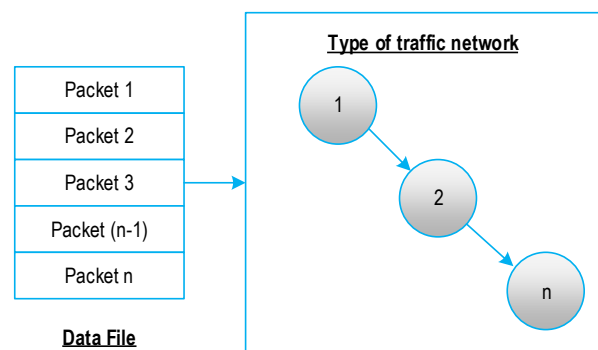 Type of traffic network
Packet 1
Packet 2
Packet 3
Packet (n-1)
Packet n
Data File
1
2
n